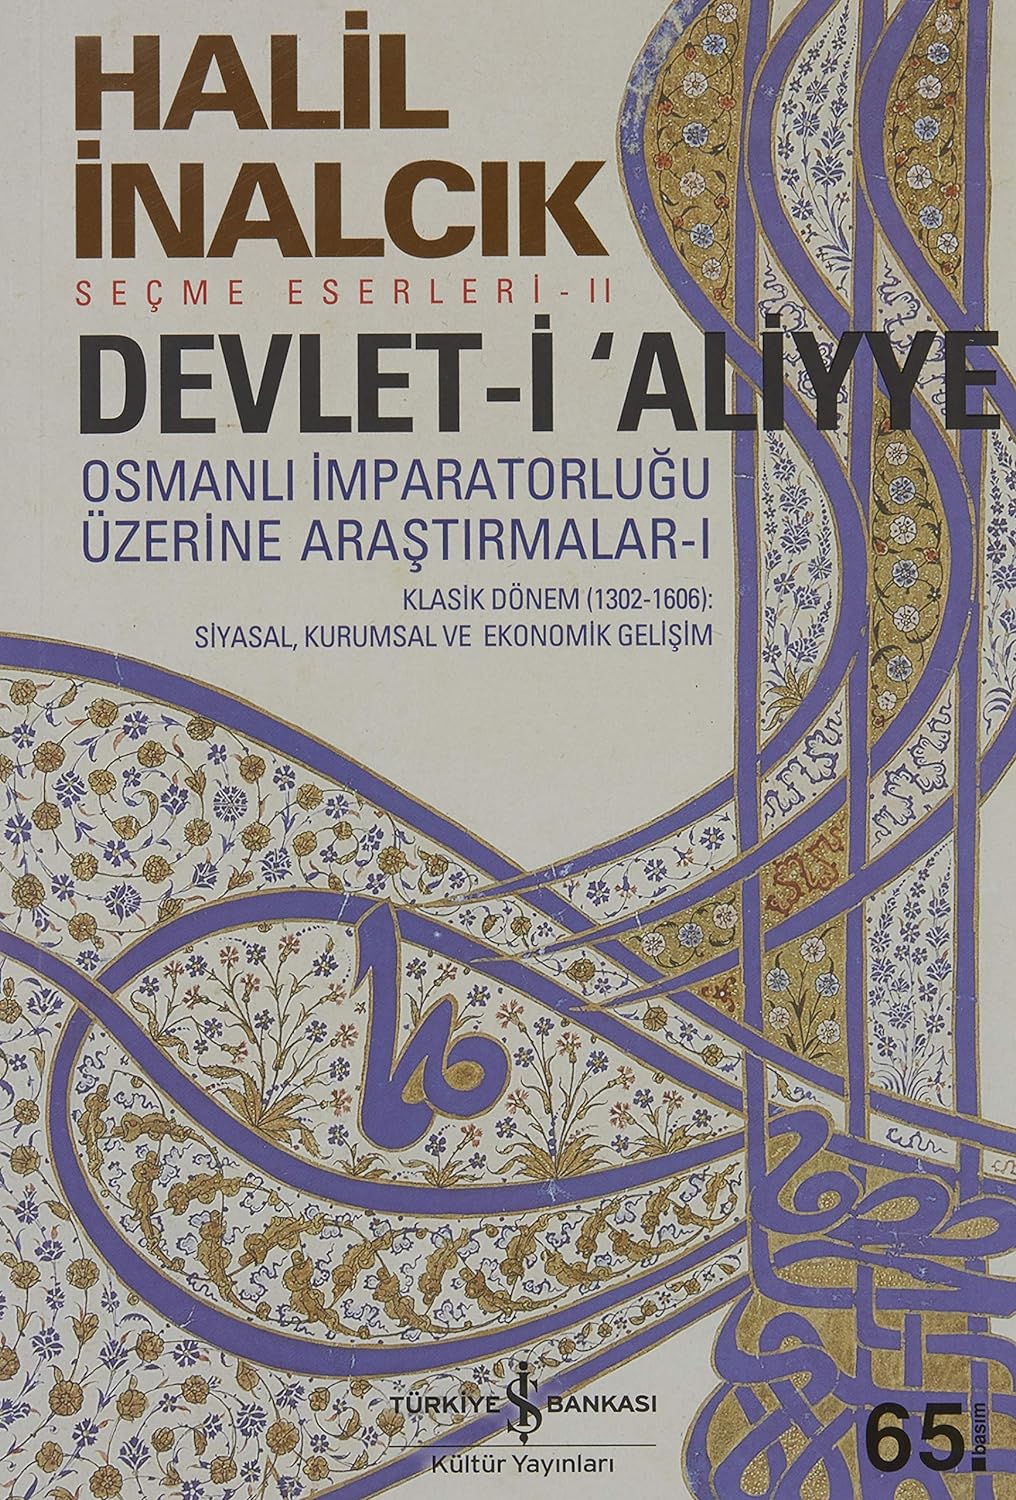 HALİL
İNALCIK
SEÇME ESERLERİ-II
DEVLET-İ ‘ALİYYE
OSMANLI İMPARATORLUĞU
ÜZERİNE ARAŞTIRMALAR-I
KLASİK DÖNEM (1302-1606):
SİYASAL, KURUMSAL VE EKONOMİK GELİŞİM
TÜRKİYE İŞ BANKASI
Kültür Yayınları
65.basım